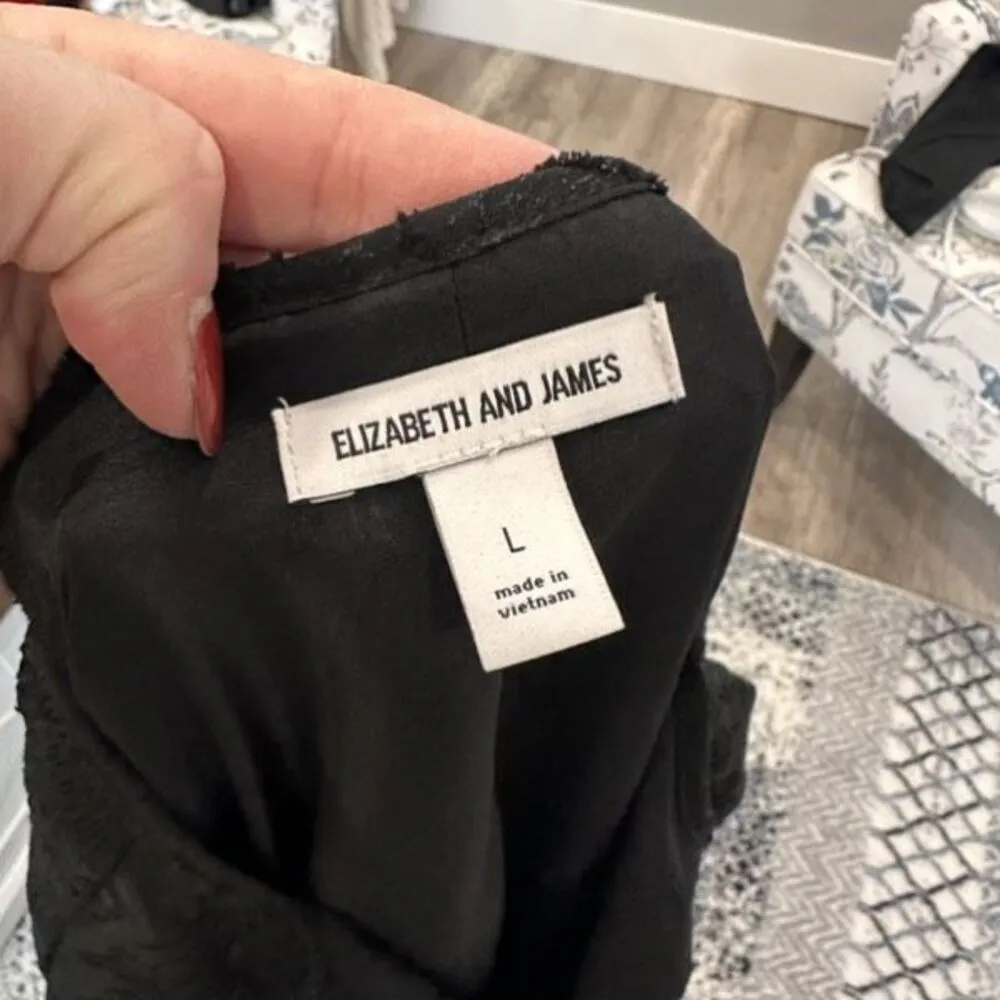 ELIZABETH AND JAMES
L
made in
vietnam